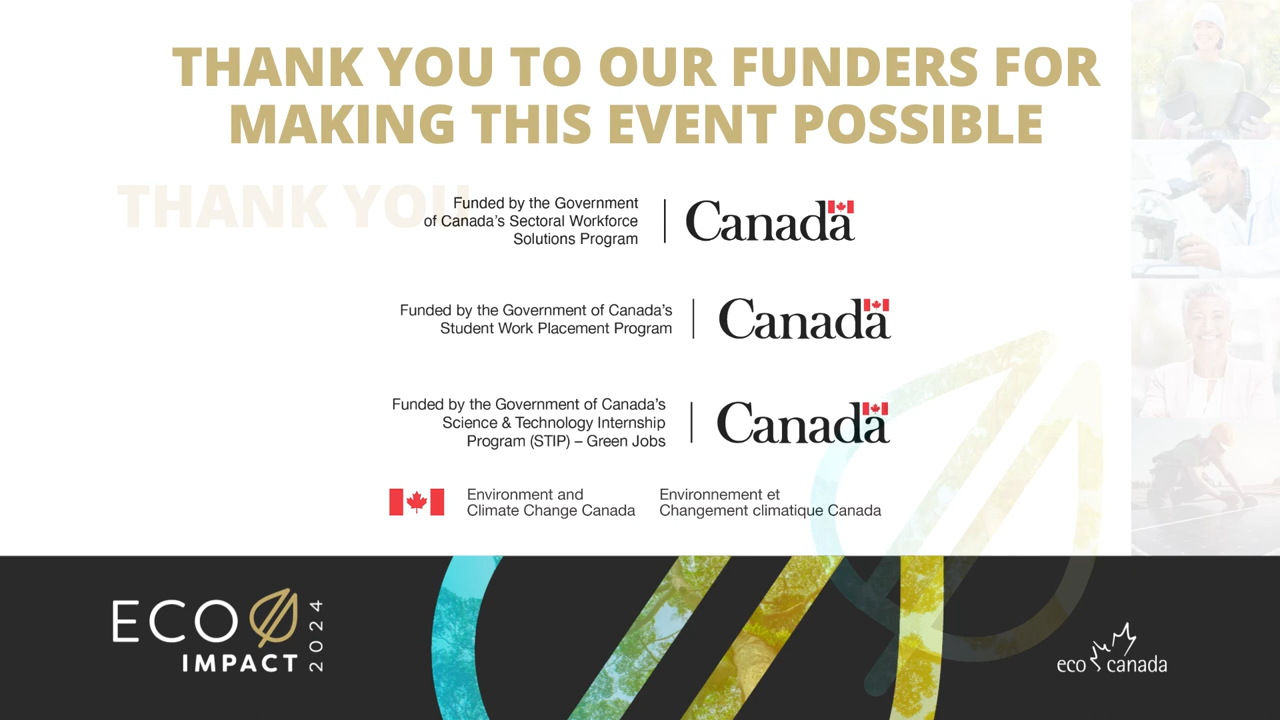 THANK YOU TO OUR FUNDERS FOR
MAKING THIS EVENT POSSIBLE
THANK YOU
Funded by the Government
of Canada's Sectoral Workforce
Solutions Program
Canada
Funded by the Government of Canada's
Student Work Placement Program
Canada
Funded by the Government of Canada's
Science & Technology Internship
Program (STIP) – Green Jobs
Canada
Environment and
Climate Change Canada
Environnement et
Changement climatique Canada
ECO
IMPACT
2024
eco canada